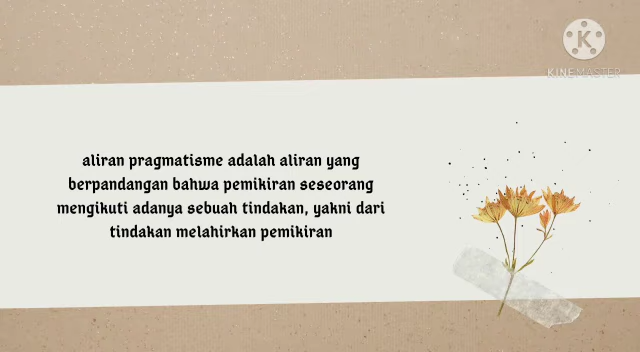 KINEMASTER
aliran pragmatisme adalah aliran yang
berpandangan bahwa pemikiran seseorang
mengikuti adanya sebuah tindakan, yakni dari
tindakan melahirkan pemikiran